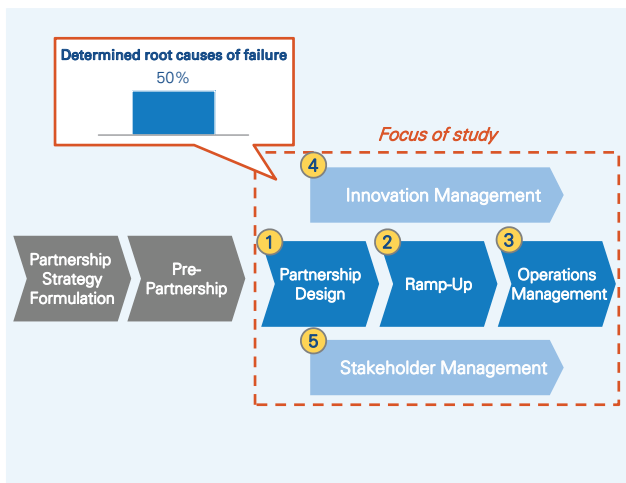 Determined root causes of failure
50%
Focus of study
4
Innovation Management
Partnership
Strategy
Formulation
Pre-
Partnership
1
Partnership
Design
2
Ramp-Up
3
Operations
Management
5
Stakeholder Management